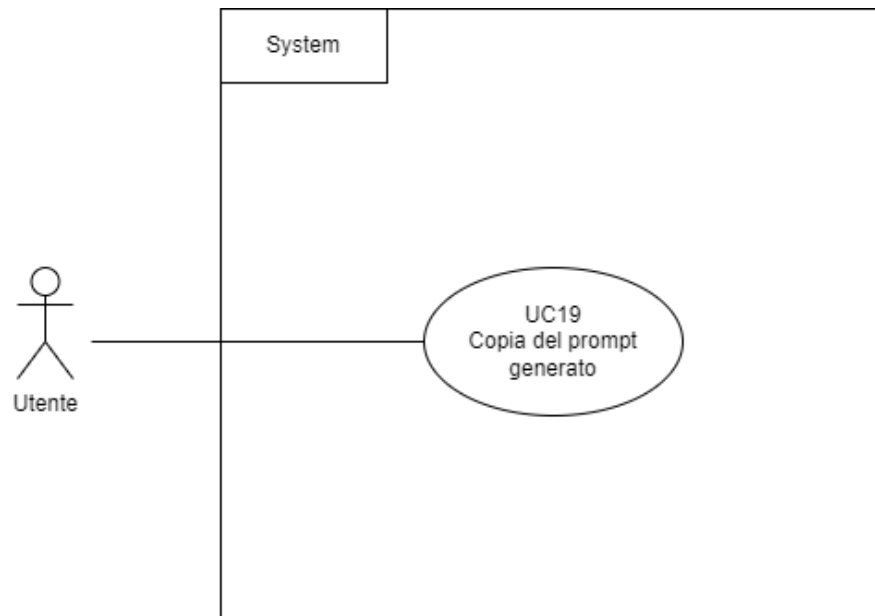 System
UC19
Copia del prompt
generato
Utente